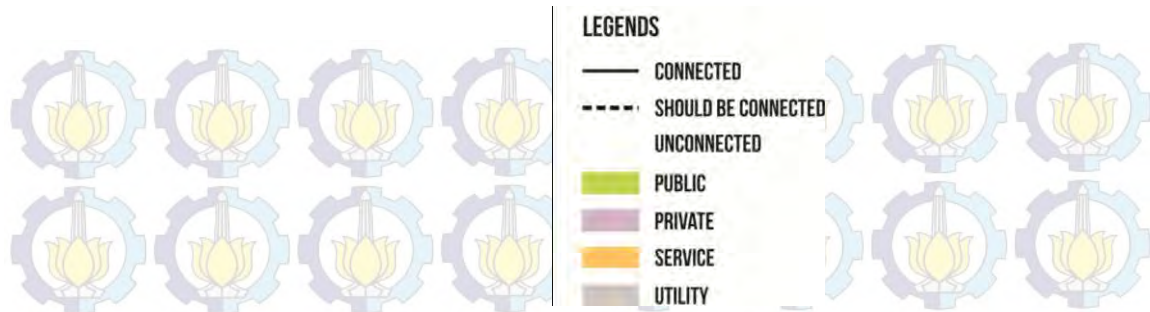 LEGENDS
CONNECTED
SHOULD BE CONNECTED
UNCONNECTED
PUBLIC
PRIVATE
SERVICE
UTILITY